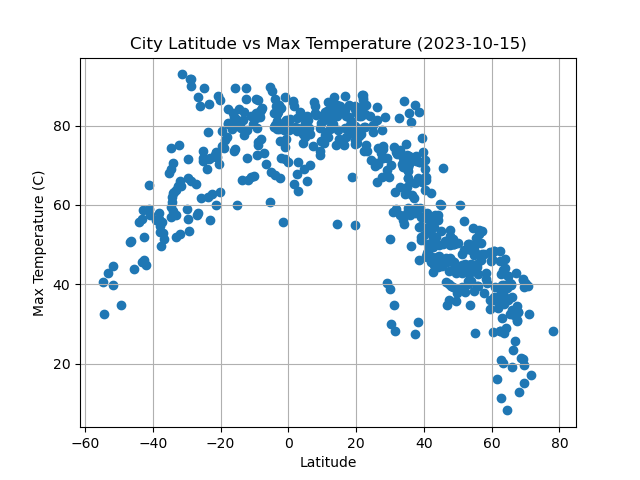 City Latitude vs Max Temperature (2023-10-15)
Max Temperature (C)
80
60
40
20
−60 −40 −20 0 20 40 60 80
Latitude